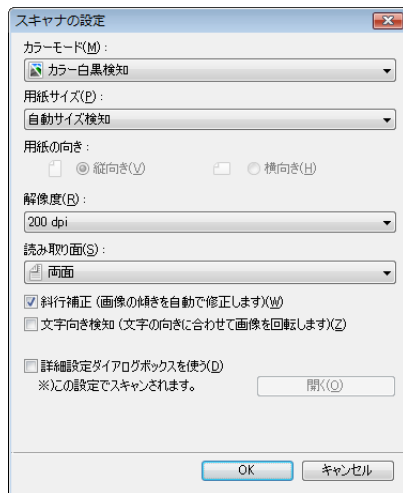 スキャナの設定
カラーモード(M):
カラー白黒検知
用紙サイズ(P):
自動サイズ検知
用紙の向き:
縦向き(V) 横向き(H)
解像度(R):
200 dpi
読み取り面(S):
両面
斜行補正 (画像の傾きを自動で修正します)(W)
文字向き検知 (文字の向きに合わせて画像を回転します)(Z)
詳細設定ダイアログボックスを使う(D)
※)この設定でスキャンされます。 開く(O)
OK キャンセル